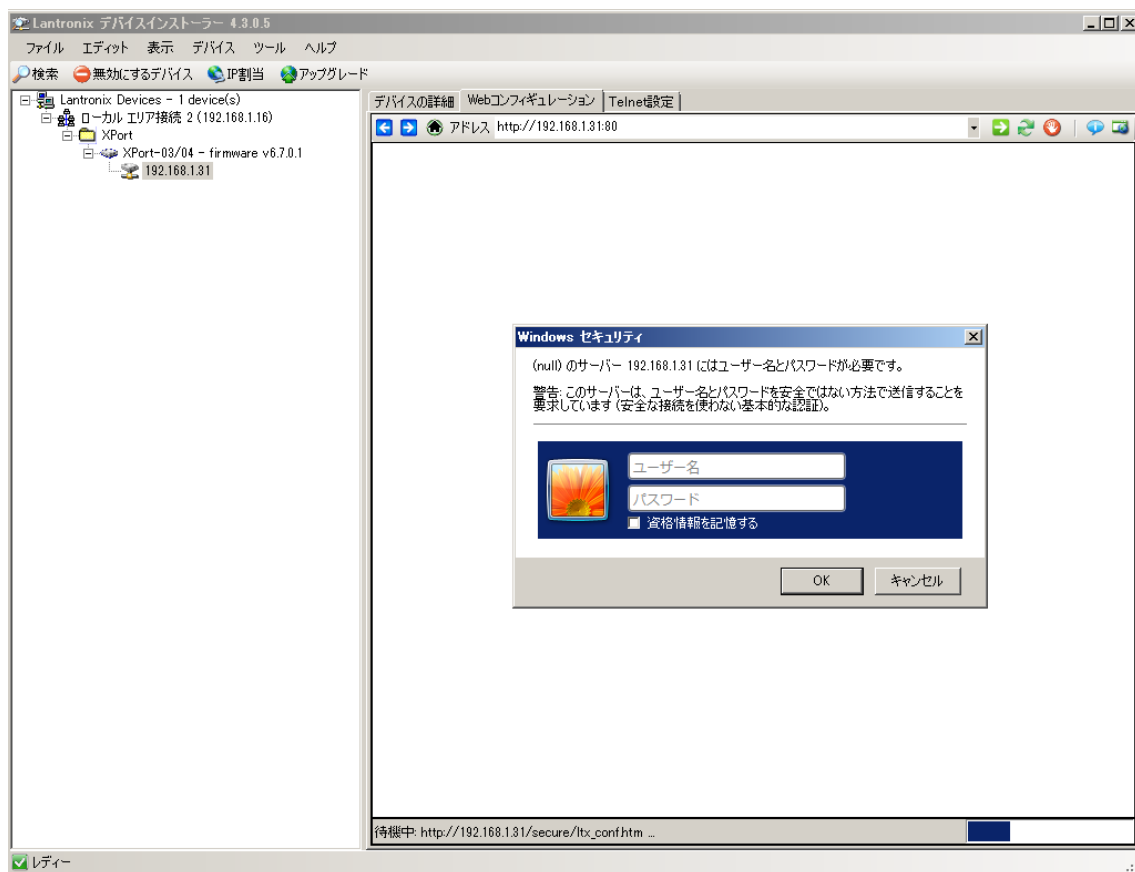 Lantronix デバイスインストーラー 4.3.0.5
ファイル エディット 表示 デバイス ツール ヘルプ
検索 無効にするデバイス IP割当 アップグレード
Lantronix Devices - 1 device(s)
ローカル エリア接続 2 (192.168.1.16)
XPort
XPort-03/04 - firmware v6.7.0.1
192.168.1.31
デバイスの詳細 Webコンフィギュレーション Telnet設定
アドレス http://192.168.1.31:80
Windows セキュリティ
(null) のサーバー 192.168.1.31 にはユーザー名とパスワードが必要です。
警告: このサーバーは、ユーザー名とパスワードを安全ではない方法で送信することを
要求しています (安全な接続を使わない基本的な認証)。
ユーザー名
パスワード
資格情報を記憶する
OK キャンセル
待機中: http://192.168.1.31/secure/ltx_conf.htm ...
レディー